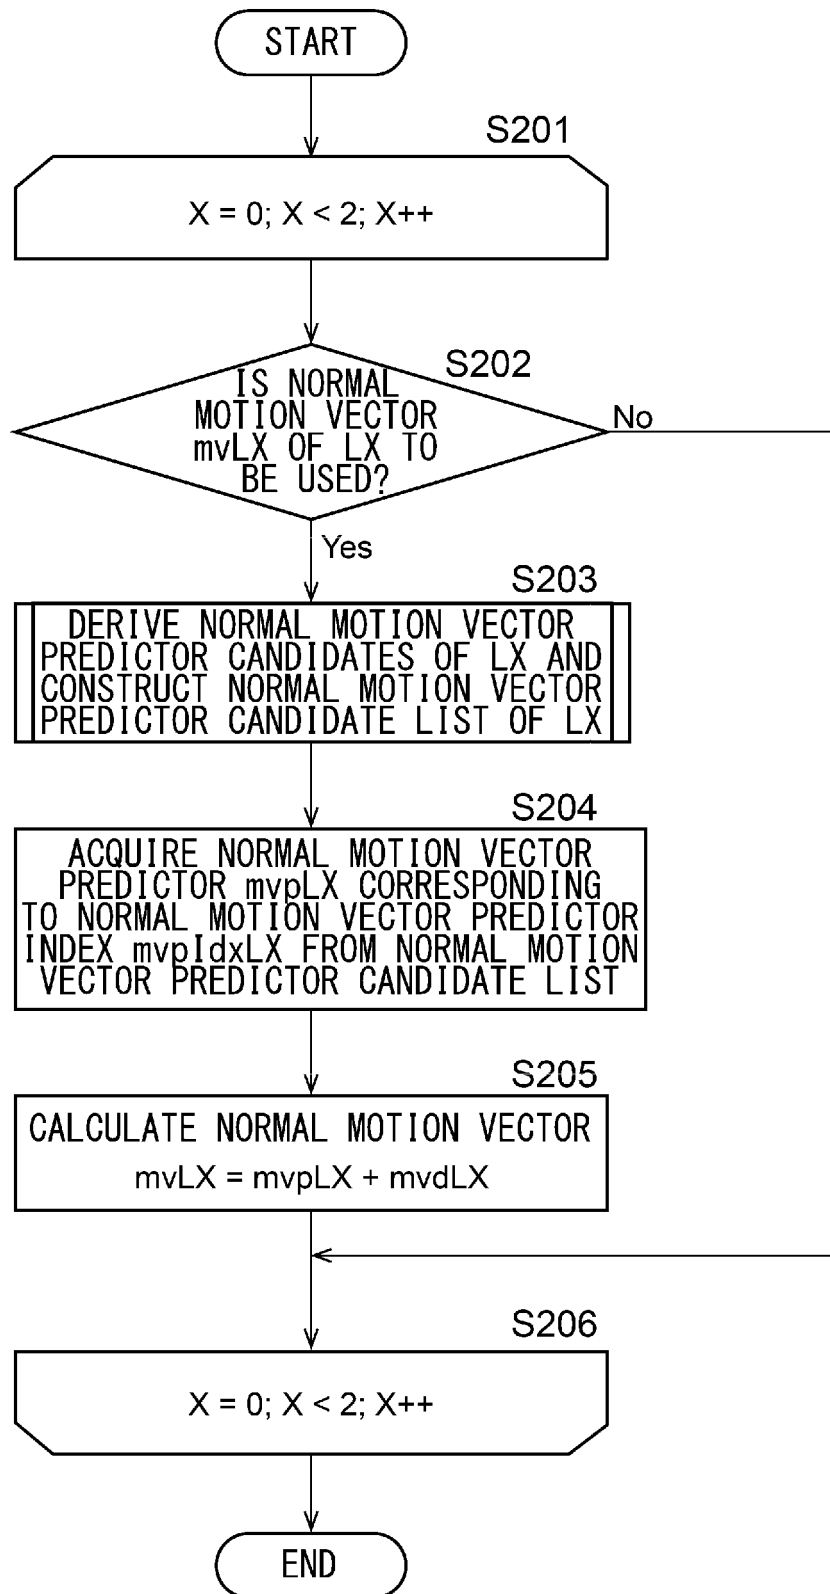 START
S201
X = 0; X < 2; X++
S202
IS NORMAL
MOTION VECTOR
mvLX OF LX TO
BE USED?
No
Yes
S203
DERIVE NORMAL MOTION VECTOR
PREDICTOR CANDIDATES OF LX AND
CONSTRUCT NORMAL MOTION VECTOR
PREDICTOR CANDIDATE LIST OF LX
S204
ACQUIRE NORMAL MOTION VECTOR
PREDICTOR mvpLX CORRESPONDING
TO NORMAL MOTION VECTOR PREDICTOR
INDEX mvpIdxLX FROM NORMAL MOTION
VECTOR PREDICTOR CANDIDATE LIST
S205
CALCULATE NORMAL MOTION VECTOR
mvLX = mvpLX + mvdLX
S206
X = 0; X < 2; X++
END